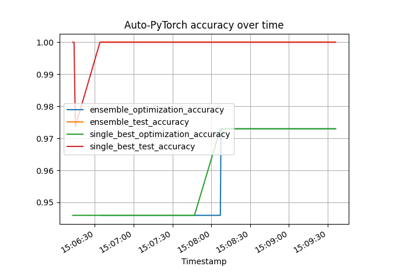 Auto-PyTorch accuracy over time
1.00
0.99
0.98
0.97
0.96
0.95
ensemble_optimization_accuracy
ensemble_test_accuracy
single_best_optimization_accuracy
single_best_test_accuracy
15:06:30
15:07:00
15:07:30
15:08:00
15:08:30
15:09:00
15:09:30
Timestamp